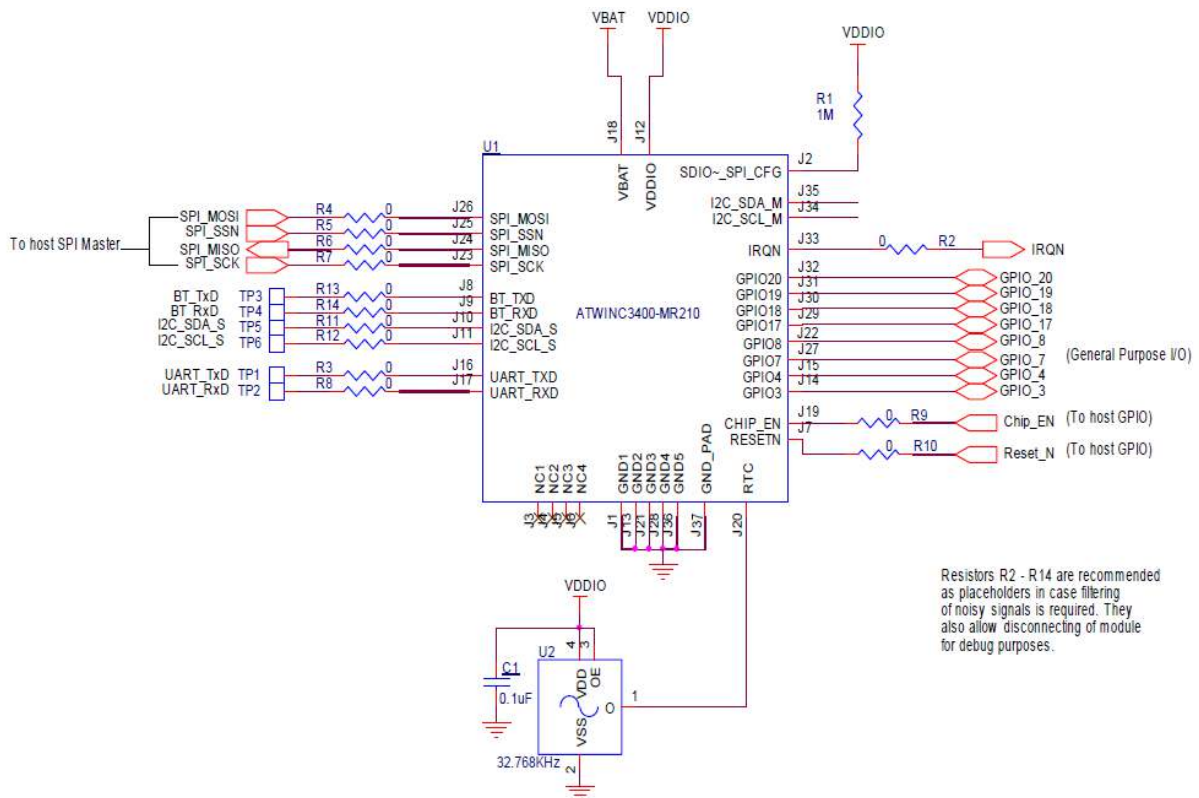 VBAT VDDIO
VDDIO
R1
1M
J18 J12
U1
VBAT VDDIO
SDIO~_SPI_CFG J2
I2C_SDA_M J35
I2C_SCL_M J34
To host SPI Master
SPI_MOSI R4 0 J26 SPI_MOSI
SPI_SSN R5 0 J25 SPI_SSN
SPI_MISO R6 0 J24 SPI_MISO
SPI_SCK R7 0 J23 SPI_SCK
IRQN J33 0 R2 IRQN
BT_TxD TP3 R13 0 J8 BT_TXD
BT_RxD TP4 R14 0 J9 BT_RXD
I2C_SDA_S TP5 R11 0 J10 I2C_SDA_S
I2C_SCL_S TP6 R12 0 J11 I2C_SCL_S
UART_TxD TP1 R3 0 J16 UART_TXD
UART_RxD TP2 R8 0 J17 UART_RXD
ATWINC3400-MR210
GPIO20 J32 GPIO_20
GPIO19 J31 GPIO_19
GPIO18 J30 GPIO_18
GPIO17 J29 GPIO_17
GPIO8 J22 GPIO_8
GPIO7 J27 GPIO_7
GPIO4 J15 GPIO_4
GPIO3 J14 GPIO_3
(General Purpose I/O)
CHIP_EN J19 0 R9 Chip_EN (To host GPIO)
RESETN J7 0 R10 Reset_N (To host GPIO)
NC1 NC2 NC3 NC4 GND1 GND2 GND3 GND4 GND5 GND_PAD RTC
J3 J4 J5 J6 J1 J13 J21 J28 J36 J37 J20
Resistors R2 - R14 are recommended
as placeholders in case filtering
of noisy signals is required. They
also allow disconnecting of module
for debug purposes.
VDDIO
U2
4 3
C1
0.1uF
VDD OE
VSS
O 1
32.768KHz
2